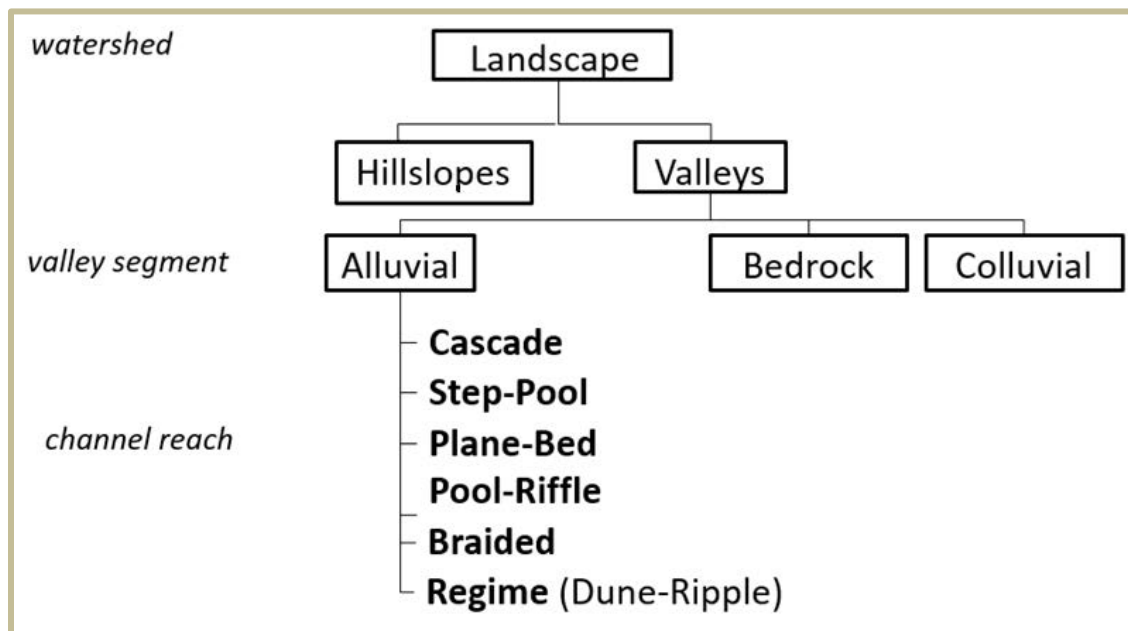 watershed
Landscape
Hillslopes
Valleys
valley segment
Alluvial
Bedrock
Colluvial
Cascade
Step-Pool
channel reach
Plane-Bed
Pool-Riffle
Braided
Regime (Dune-Ripple)